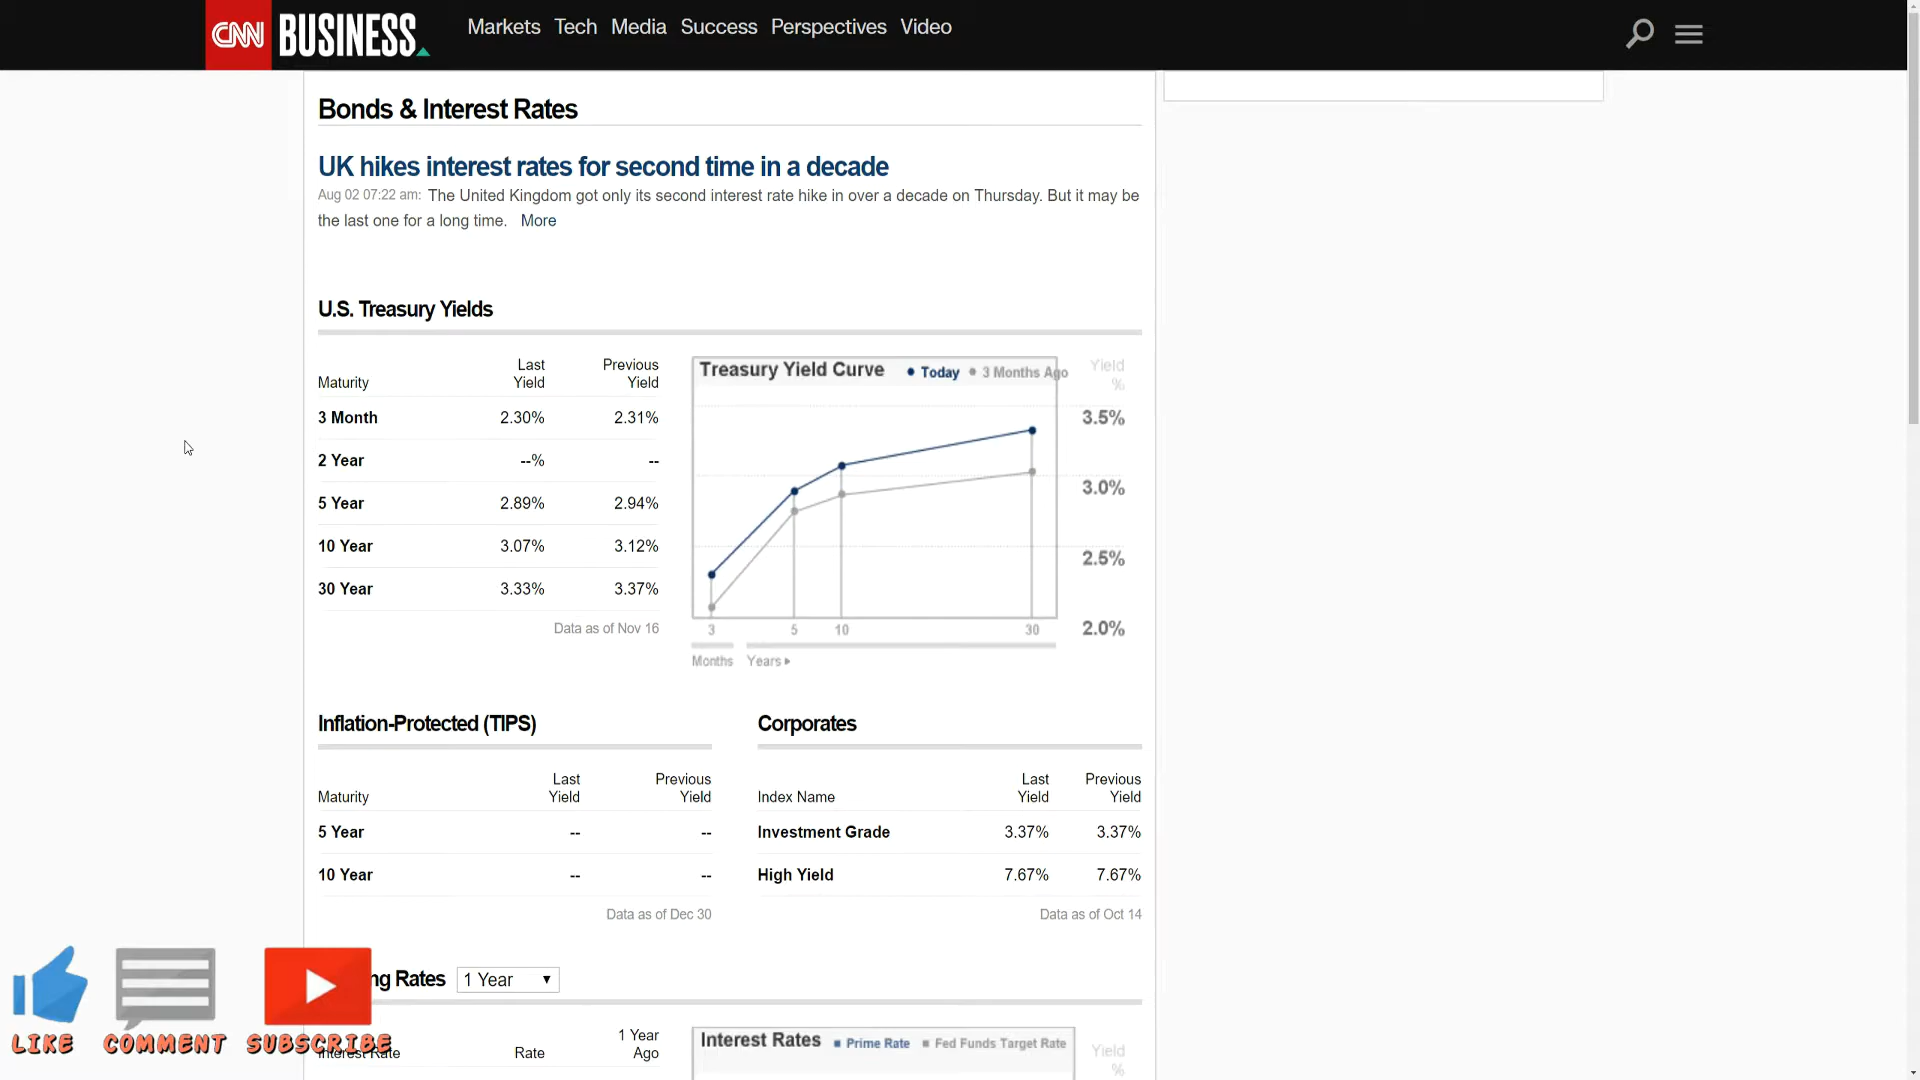 CNN BUSINESS Markets Tech Media Success Perspectives Video
Bonds & Interest Rates
UK hikes interest rates for second time in a decade
Aug 02 07:22 am: The United Kingdom got only its second interest rate hike in over a decade on Thursday. But it may be
the last one for a long time. More
U.S. Treasury Yields
Maturity Last Yield Previous Yield
3 Month 2.30% 2.31%
2 Year --% --
5 Year 2.89% 2.94%
10 Year 3.07% 3.12%
30 Year 3.33% 3.37%
Data as of Nov 16
Treasury Yield Curve Today 3 Months Ago Yield %
3.5%
3.0%
2.5%
2.0%
3 5 10 30
Months Years
Inflation-Protected (TIPS)
Maturity Last Yield Previous Yield
5 Year -- --
10 Year -- --
Data as of Dec 30
Corporates
Index Name Last Yield Previous Yield
Investment Grade 3.37% 3.37%
High Yield 7.67% 7.67%
Data as of Oct 14
ng Rates 1 Year
Interest Rate Rate 1 Year Ago
Interest Rates Prime Rate Fed Funds Target Rate Yield %
LIKE COMMENT SUBSCRIBE